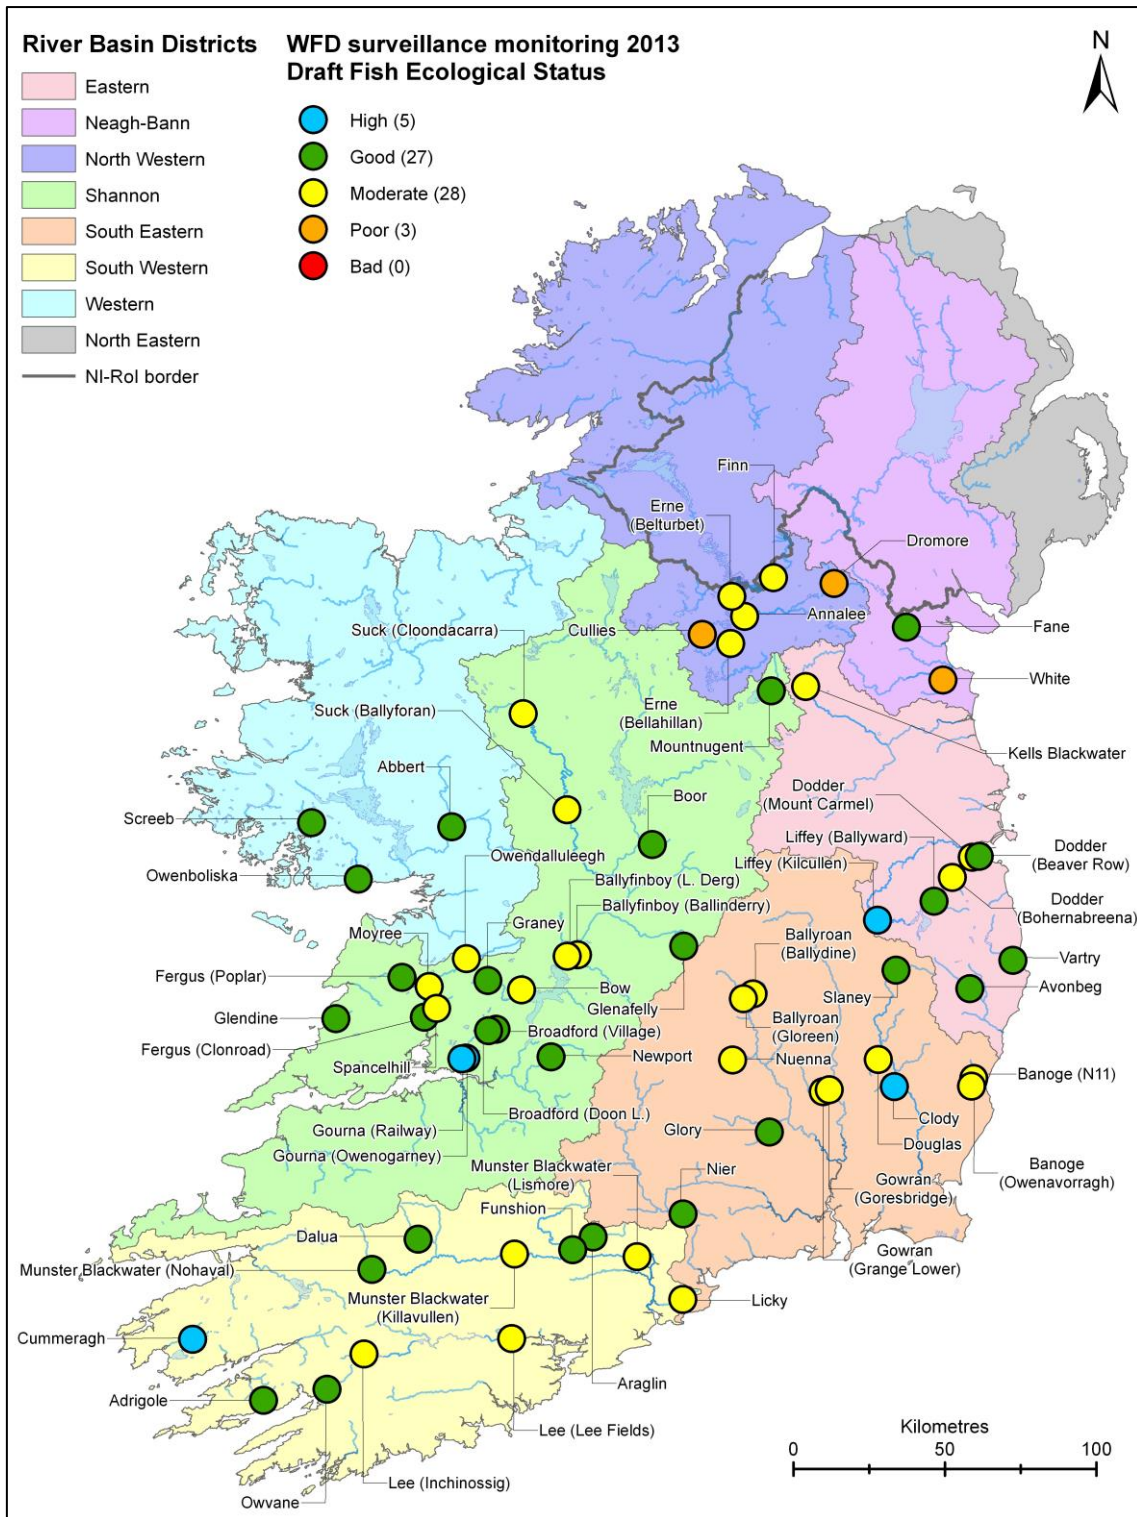 River Basin Districts
Eastern
Neagh-Bann
North Western
Shannon
South Eastern
South Western
Western
North Eastern
NI-RoI border
WFD surveillance monitoring 2013
Draft Fish Ecological Status
High (5)
Good (27)
Moderate (28)
Poor (3)
Bad (0)
N
Finn
Erne
(Belturbet)
Dromore
Annalee
Suck (Cloondacarra)
Cullies
Fane
White
Erne
(Bellahillan)
Suck (Ballyforan)
Mountnugent
Kells Blackwater
Abbert
Boor
Dodder
(Mount Carmel)
Screeb
Liffey (Ballyward)
Dodder
(Beaver Row)
Owendalluleegh
Liffey (Kilcullen)
Owenboliska
Ballyfinboy (L. Derg)
Dodder
(Bohernabreena)
Ballyfinboy (Ballinderry)
Graney
Moyree
Ballyroan
(Ballydine)
Fergus (Poplar)
Vartry
Bow
Glenafelly
Slaney
Avonbeg
Glendine
Broadford (Village)
Ballyroan
(Gloreen)
Fergus (Clonroad)
Newport
Nuenna
Spancelhill
Banoge (N11)
Broadford (Doon L.)
Clody
Gourna (Railway)
Glory
Douglas
Gourna (Owenogarney)
Munster Blackwater
(Lismore)
Nier
Banoge
(Owenavorragh)
Gowran
(Goresbridge)
Funshion
Dalua
Gowran
(Grange Lower)
Munster Blackwater (Nohaval)
Munster Blackwater
(Killavullen)
Licky
Cummeragh
Araglin
Adrigole
Lee (Lee Fields)
Lee (Inchinossig)
Owvane
Kilometres
0
50
100